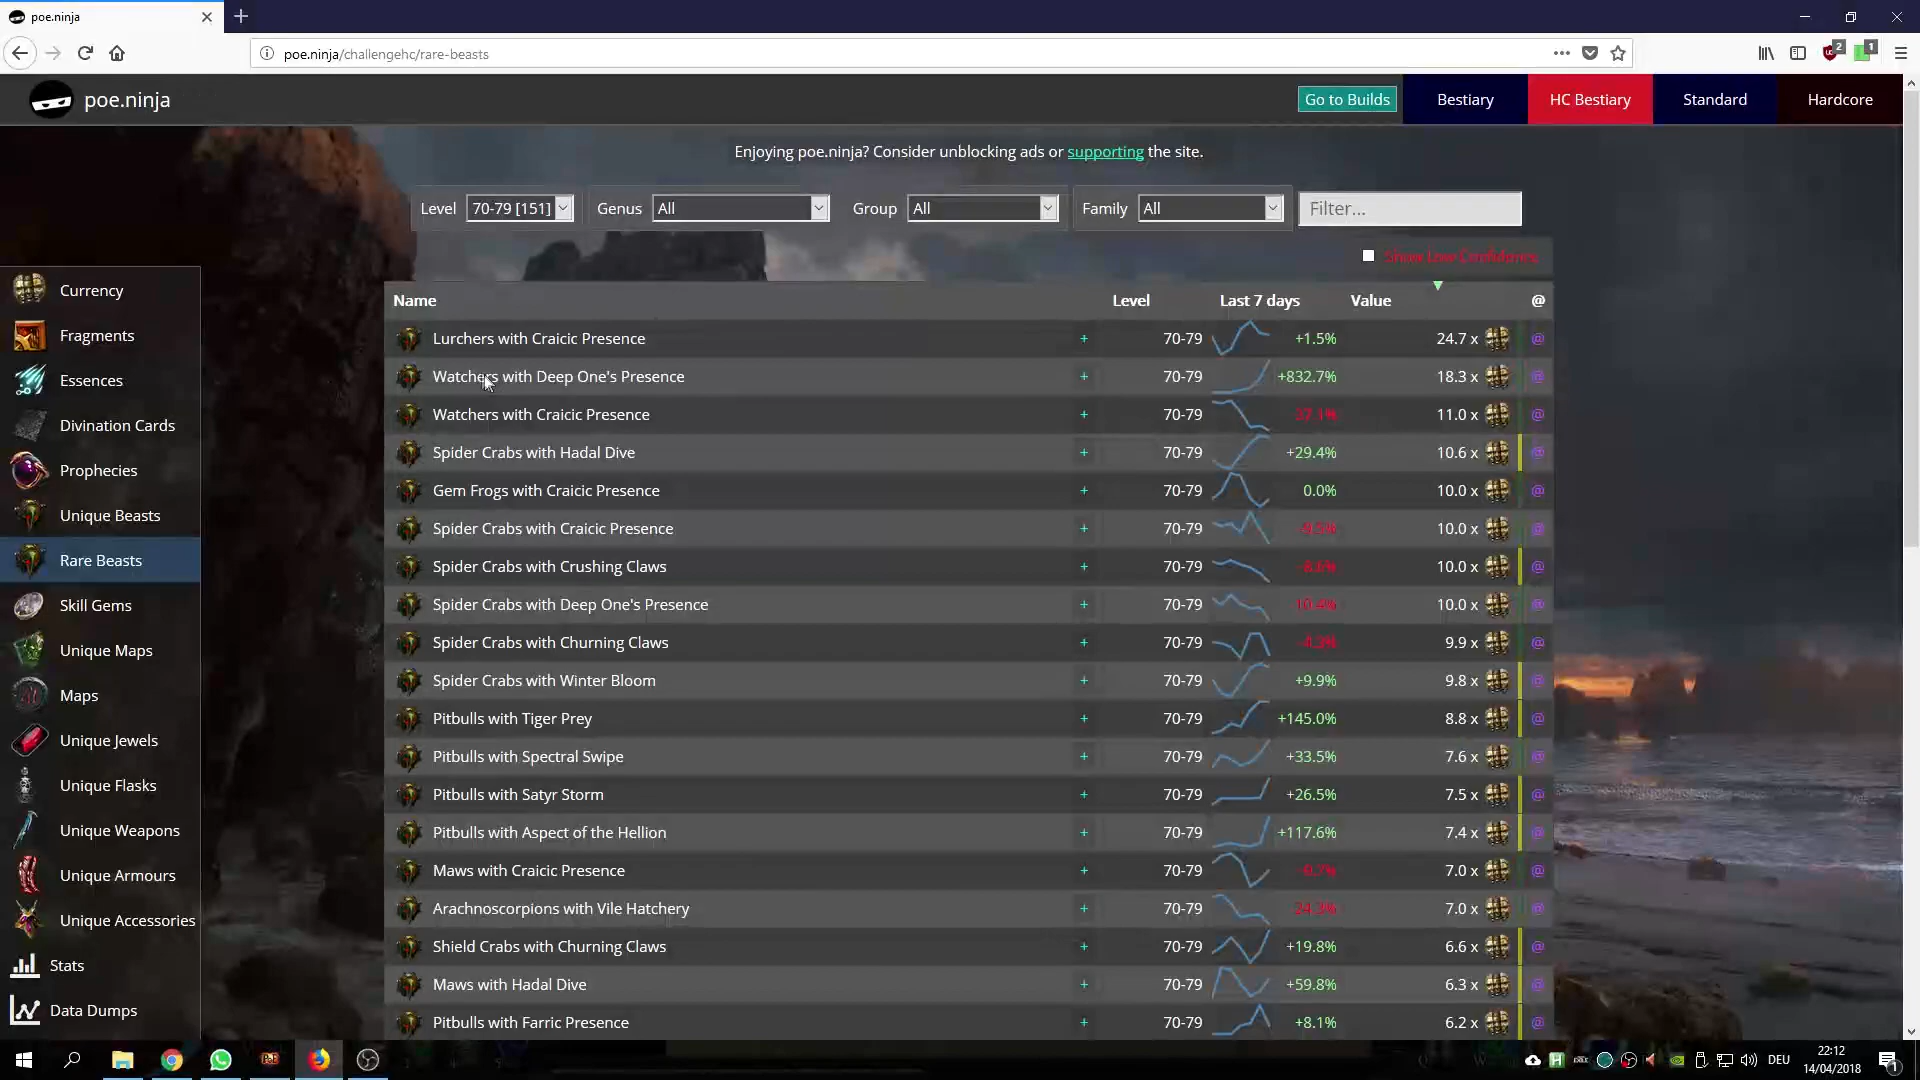 poe.ninja
poe.ninja/challengehc/rare-beasts
2
1
poe.ninja
Go to Builds
Bestiary
HC Bestiary
Standard
Hardcore
Enjoying poe.ninja? Consider unblocking ads or supporting the site.
Level 70-79 [151] Genus All Group All Family All Filter...
Show Low Confidence
Name Level Last 7 days Value @
Lurchers with Craicic Presence + 70-79 +1.5% 24.7 x @
Watchers with Deep One's Presence + 70-79 +832.7% 18.3 x @
Watchers with Craicic Presence + 70-79 11.0 x @
Spider Crabs with Hadal Dive + 70-79 +29.4% 10.6 x @
Gem Frogs with Craicic Presence + 70-79 0.0% 10.0 x @
Spider Crabs with Craicic Presence + 70-79 10.0 x @
Spider Crabs with Crushing Claws + 70-79 10.0 x @
Spider Crabs with Deep One's Presence + 70-79 10.0 x @
Spider Crabs with Churning Claws + 70-79 9.9 x @
Spider Crabs with Winter Bloom + 70-79 +9.9% 9.8 x @
Pitbulls with Tiger Prey + 70-79 +145.0% 8.8 x @
Pitbulls with Spectral Swipe + 70-79 +33.5% 7.6 x @
Pitbulls with Satyr Storm + 70-79 +26.5% 7.5 x @
Pitbulls with Aspect of the Hellion + 70-79 +117.6% 7.4 x @
Maws with Craicic Presence + 70-79 7.0 x @
Arachnoscorpions with Vile Hatchery + 70-79 7.0 x @
Shield Crabs with Churning Claws + 70-79 +19.8% 6.6 x @
Maws with Hadal Dive + 70-79 +59.8% 6.3 x @
Pitbulls with Farric Presence + 70-79 +8.1% 6.2 x @
Currency
Fragments
Essences
Divination Cards
Prophecies
Unique Beasts
Rare Beasts
Skill Gems
Unique Maps
Maps
Unique Jewels
Unique Flasks
Unique Weapons
Unique Armours
Unique Accessories
Stats
Data Dumps
DEU
22:12
14/04/2018
1